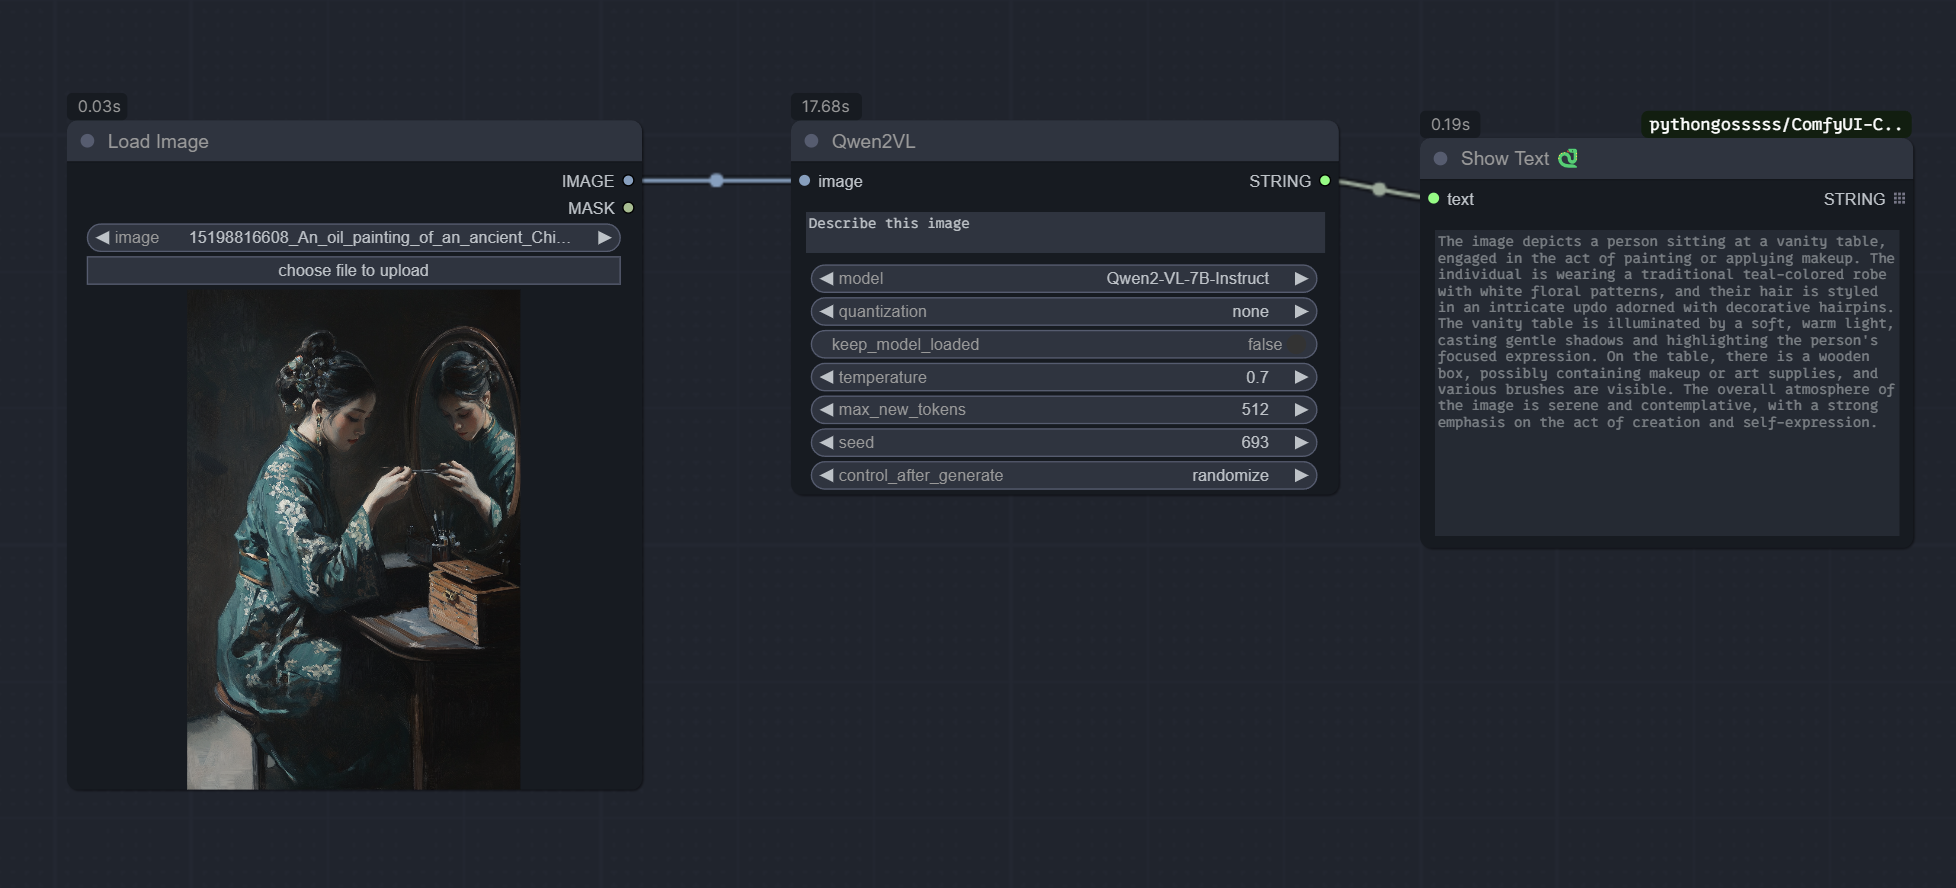 0.03s
Load Image
IMAGE
MASK
image 15198816608_An_oil_painting_of_an_ancient_Chi...
choose file to upload
17.68s
Qwen2VL
image STRING
Describe this image
model Qwen2-VL-7B-Instruct
quantization none
keep_model_loaded false
temperature 0.7
max_new_tokens 512
seed 693
control_after_generate randomize
0.19s
pythongosssss/ComfyUI-C..
Show Text
text STRING
The image depicts a person sitting at a vanity table,
engaged in the act of painting or applying makeup. The
individual is wearing a traditional teal-colored robe
with white floral patterns, and their hair is styled
in an intricate updo adorned with decorative hairpins.
The vanity table is illuminated by a soft, warm light,
casting gentle shadows and highlighting the person's
focused expression. On the table, there is a wooden
box, possibly containing makeup or art supplies, and
various brushes are visible. The overall atmosphere of
the image is serene and contemplative, with a strong
emphasis on the act of creation and self-expression.